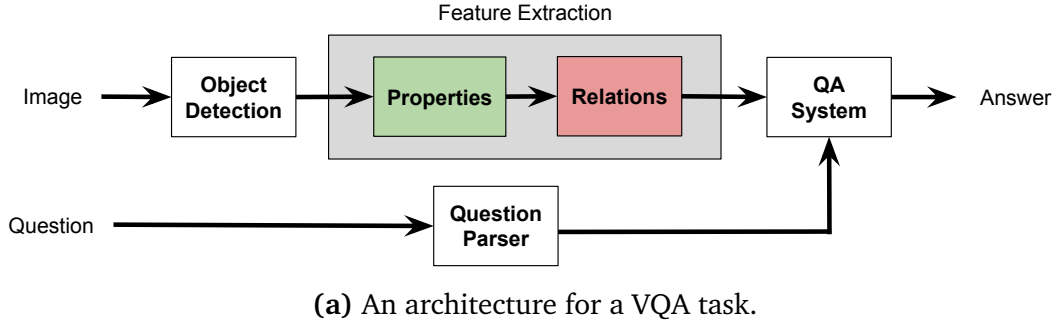 Feature Extraction
Image
Object
Detection
Properties
Relations
QA
System
Answer
Question
Question
Parser
(a) An architecture for a VQA task.